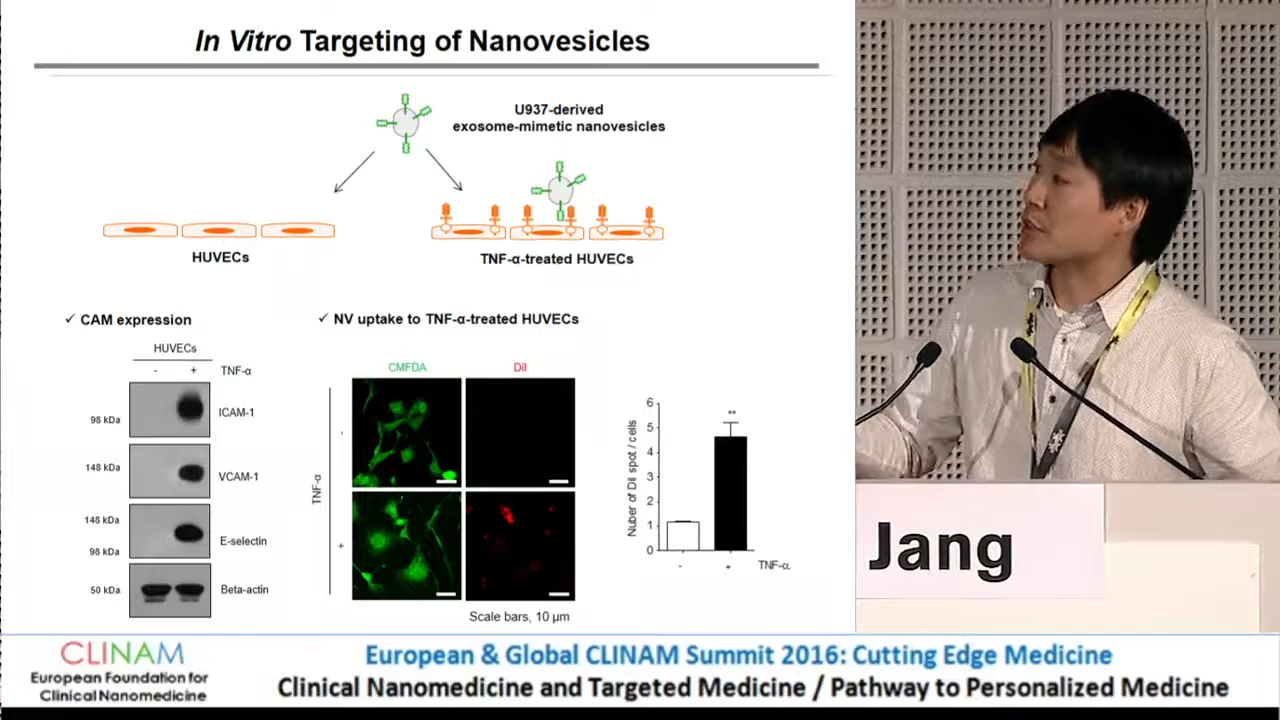 In Vitro Targeting of Nanovesicles
U937-derived
exosome-mimetic nanovesicles
HUVECs
TNF-α-treated HUVECs
✓ CAM expression
HUVECs
- + TNF-α
98 kDa ICAM-1
148 kDa VCAM-1
148 kDa
98 kDa E-selectin
50 kDa Beta-actin
✓ NV uptake to TNF-α-treated HUVECs
CMFDA DiI
TNF-α
-
+
Scale bars, 10 µm
Nuber of DiI spot / cells
6
5
4
3
2
1
0
**
- + TNF-α
Jang
CLINAM
European Foundation for
Clinical Nanomedicine
European & Global CLINAM Summit 2016: Cutting Edge Medicine
Clinical Nanomedicine and Targeted Medicine / Pathway to Personalized Medicine